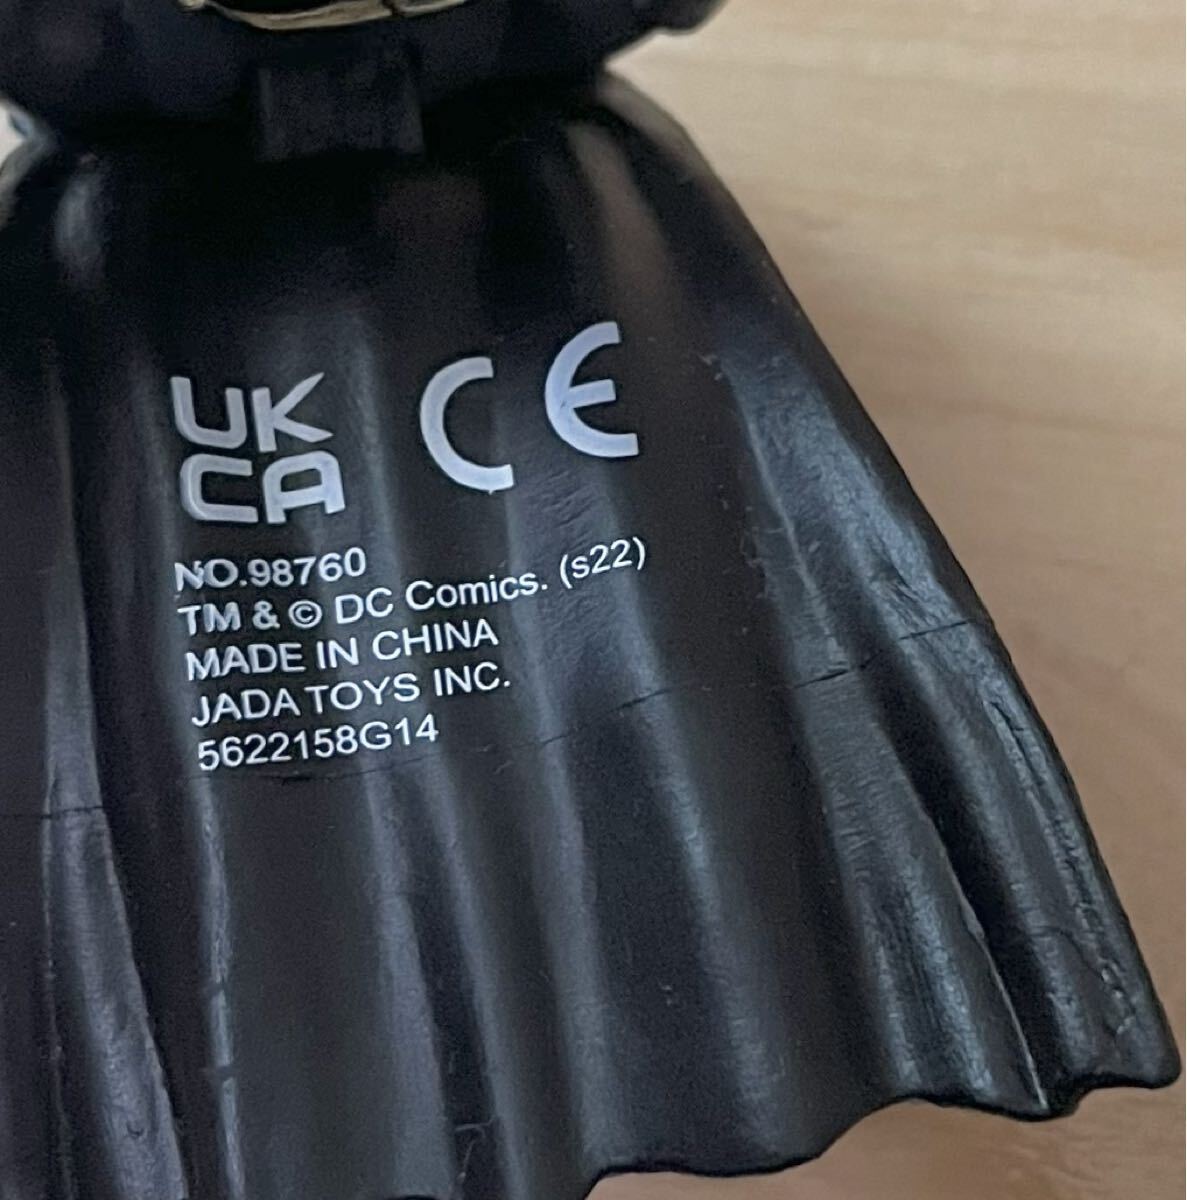 UK CE
CA
NO.98760
TM & © DC Comics. (s22)
MADE IN CHINA
JADA TOYS INC.
5622158G14